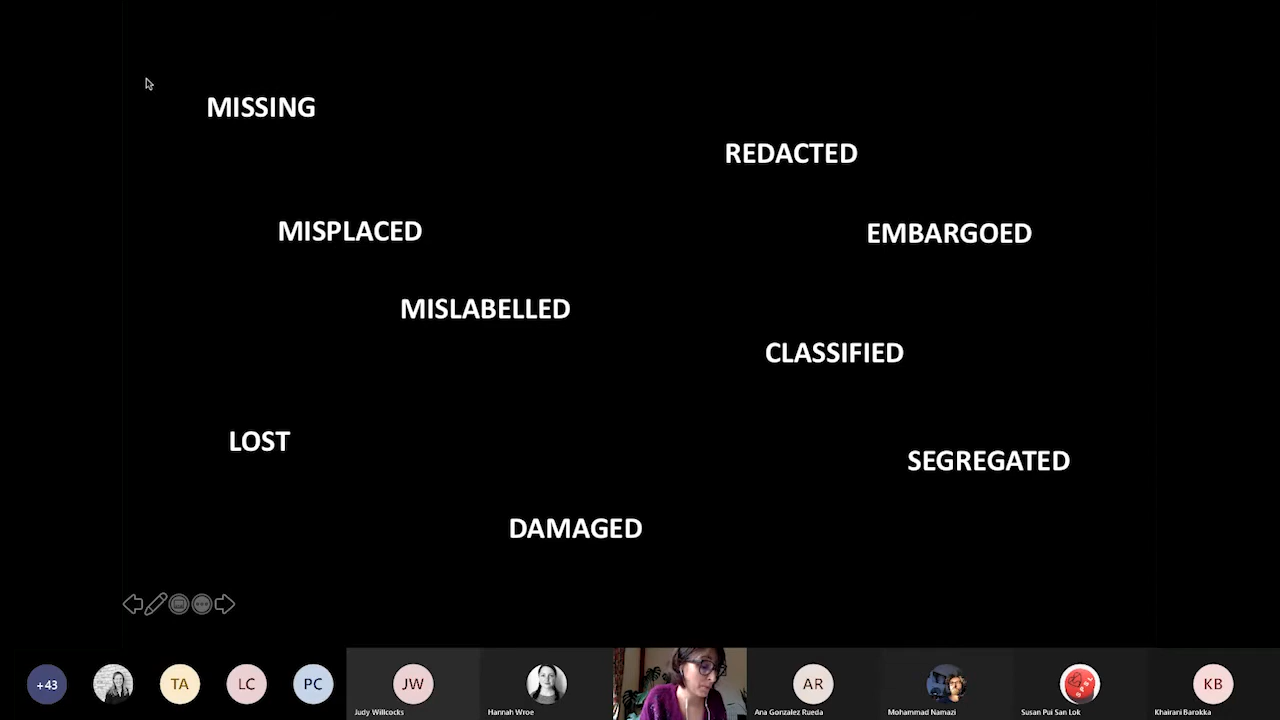 MISSING
REDACTED
MISPLACED
EMBARGOED
MISLABELLED
CLASSIFIED
LOST
SEGREGATED
DAMAGED
+43
TA
LC
PC
JW
AR
KB
Judy Willcocks
Hannah Wroe
Ana Gonzalez Rueda
Mohammad Namazi
Susan Pui San Lok
Khairani Barokka